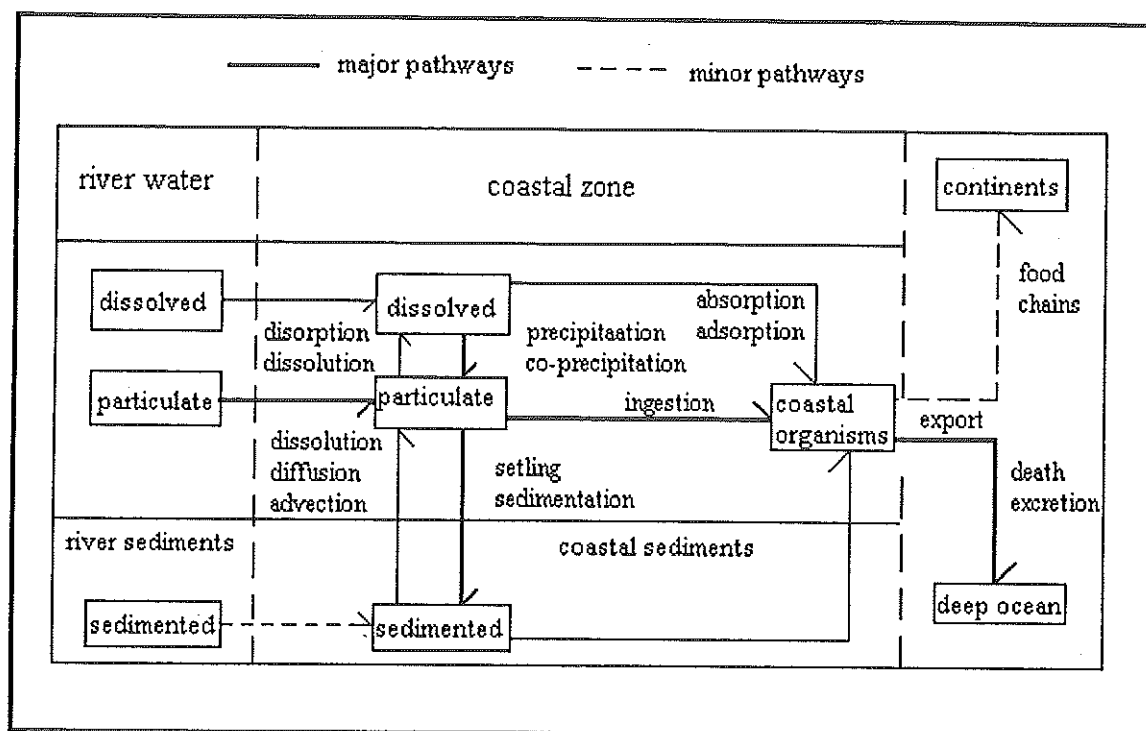 major pathways
minor pathways
river water
coastal zone
continents
dissolved
dissolved
absorption
adsorption
food
chains
disorption
dissolution
precipitaation
co-precipitation
particulate
particulate
ingestion
coastal
organisms
export
dissolution
diffusion
advection
setling
sedimentation
death
excretion
river sediments
coastal sediments
sedimented
sedimented
deep ocean